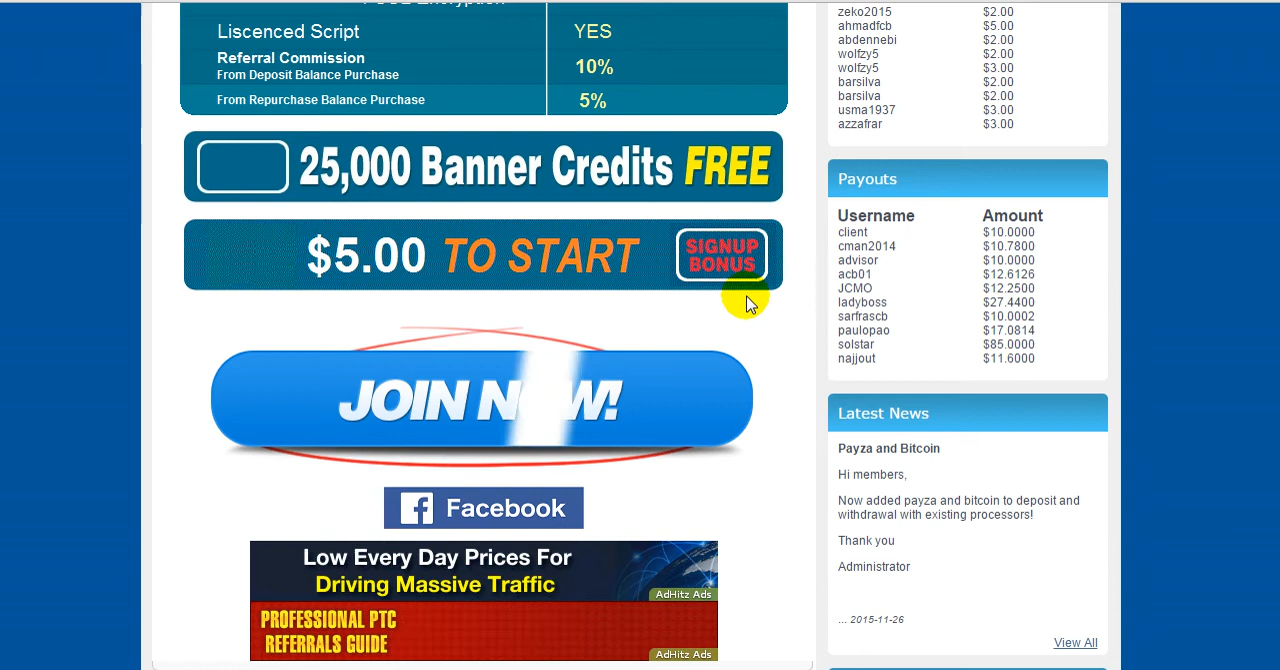 Liscenced Script YES
Referral Commission
From Deposit Balance Purchase
10%
From Repurchase Balance Purchase 5%
25,000 Banner Credits FREE
$5.00 TO START
SIGNUP
BONUS
JOIN NOW!
Facebook
Low Every Day Prices For
Driving Massive Traffic
AdHitz Ads
PROFESSIONAL PTC
REFERRALS GUIDE
AdHitz Ads
zeko2015 $2.00
ahmadfcb $5.00
abdennebi $2.00
wolfzy5 $2.00
wolfzy5 $3.00
barsilva $2.00
barsilva $2.00
usma1937 $3.00
azzafrar $3.00
Payouts
Username Amount
client $10.0000
cman2014 $10.7800
advisor $10.0000
acb01 $12.6126
JCMO $12.2500
ladyboss $27.4400
sarfrascb $10.0002
paulopao $17.0814
solstar $85.0000
najjout $11.6000
Latest News
Payza and Bitcoin
Hi members,
Now added payza and bitcoin to deposit and
withdrawal with existing processors!
Thank you
Administrator
... 2015-11-26
View All